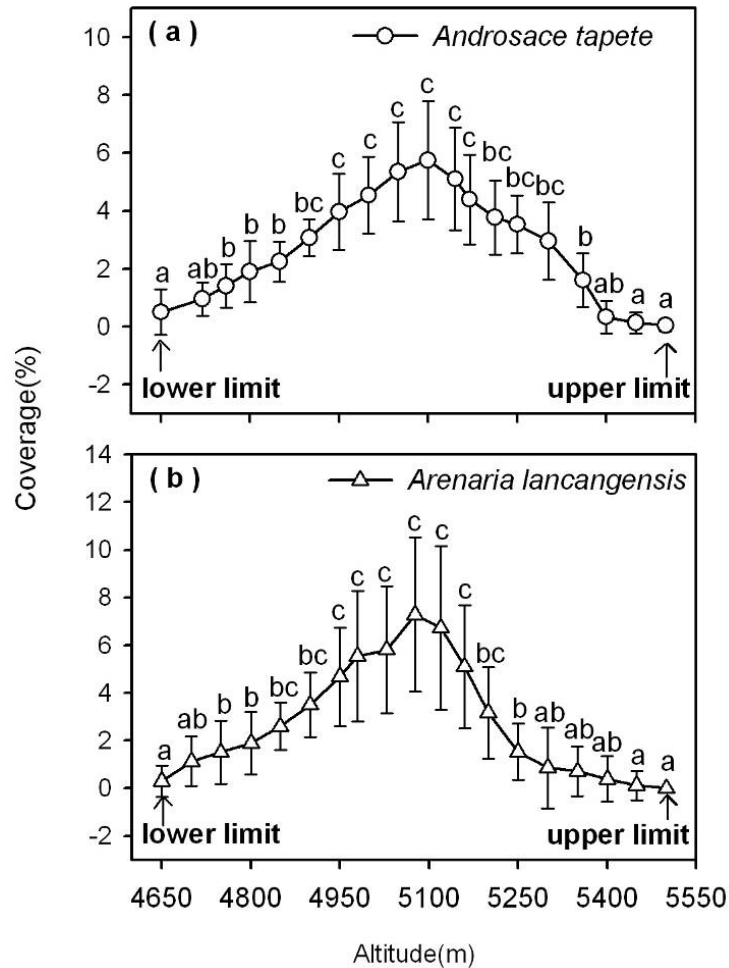 ( a )
Androsace tapete
10
8
6
4
2
0
-2
a ab b b b bc c c c c c c bc bc bc b ab a a
lower limit
upper limit
Coverage(%)
( b )
Arenaria lancangensis
14
12
10
8
6
4
2
0
-2
a ab b b bc bc c c c c c c bc b ab ab ab a a
lower limit
upper limit
4650 4800 4950 5100 5250 5400 5550
Altitude(m)